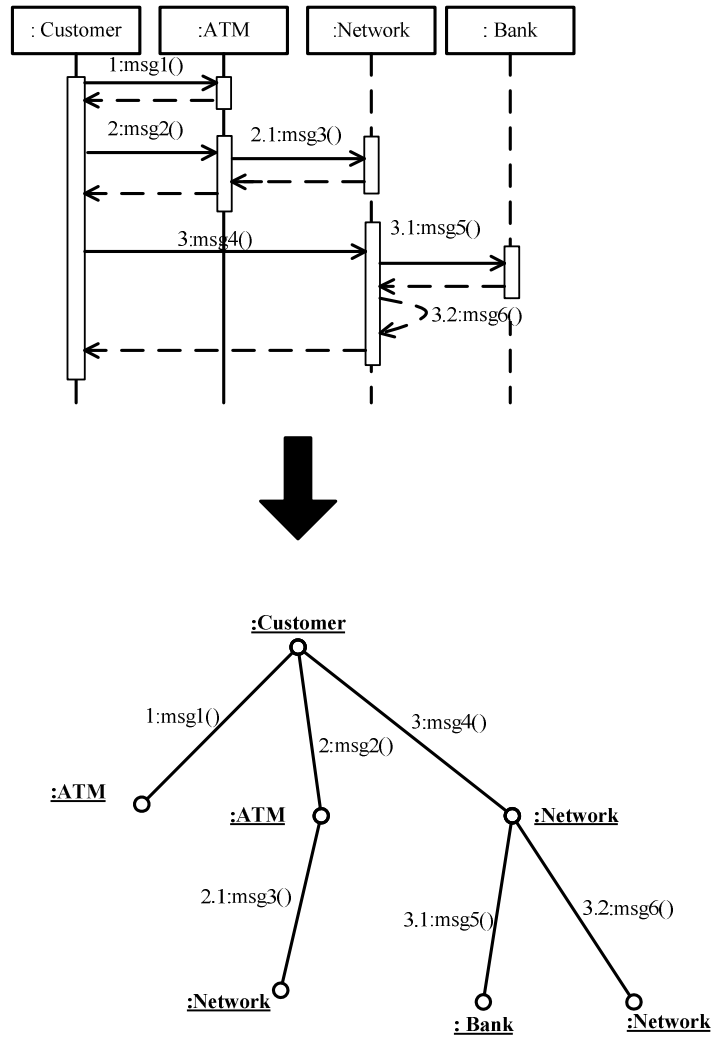 : Customer
:ATM
:Network
: Bank
1:msg1()
2:msg2()
2.1:msg3()
3:msg4()
3.1:msg5()
3.2:msg6()
:Customer
1:msg1()
2:msg2()
3:msg4()
:ATM
:ATM
:Network
2.1:msg3()
3.1:msg5()
3.2:msg6()
:Network
: Bank
:Network